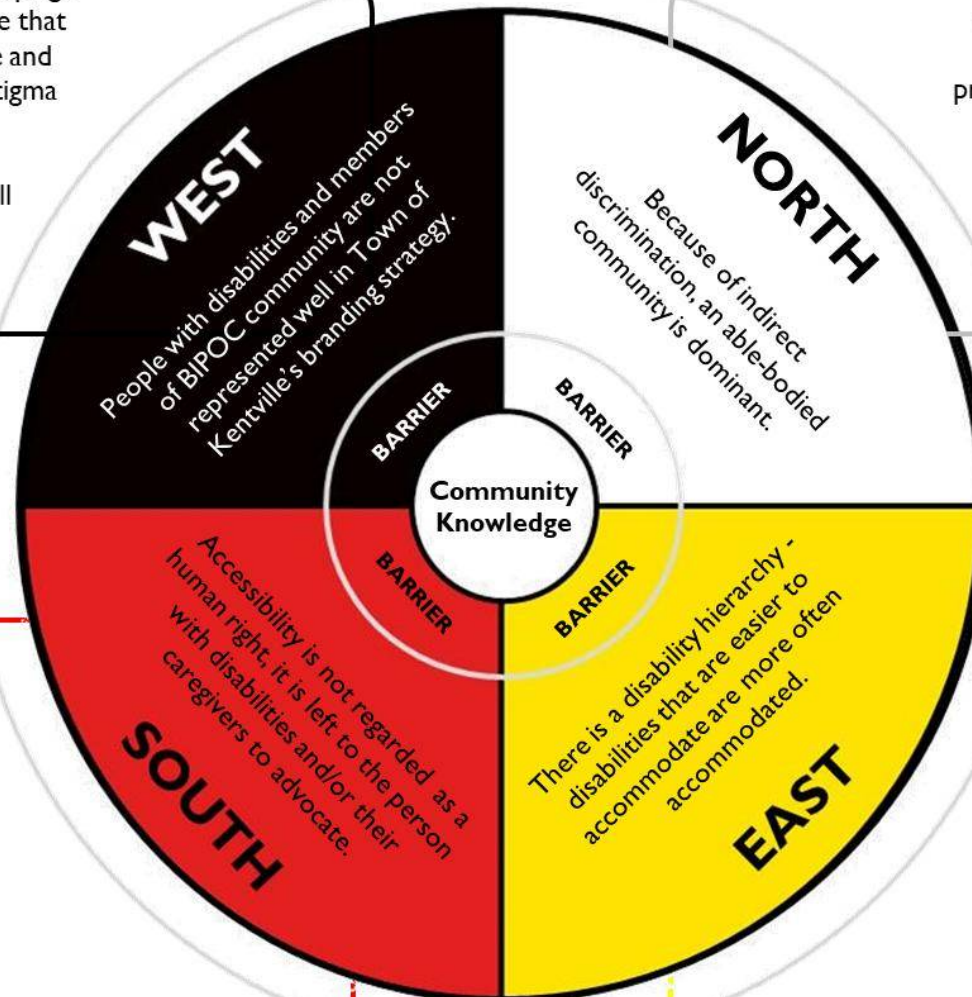 e that
e and
tigma
ll
pr
WEST
People with disabilities and members
of BIPOC community are not
represented well in Town of
Kentville's branding strategy.
BARRIER
NORTH
Because of indirect
discrimination, an able-bodied
community is dominant.
BARRIER
Community
Knowledge
SOUTH
Accessibility is not regarded as a
human right, it is left to the person
with disabilities and/or their
caregivers to advocate.
BARRIER
EAST
There is a disability hierarchy -
disabilities that are easier to
accommodate are more often
accommodated.
BARRIER